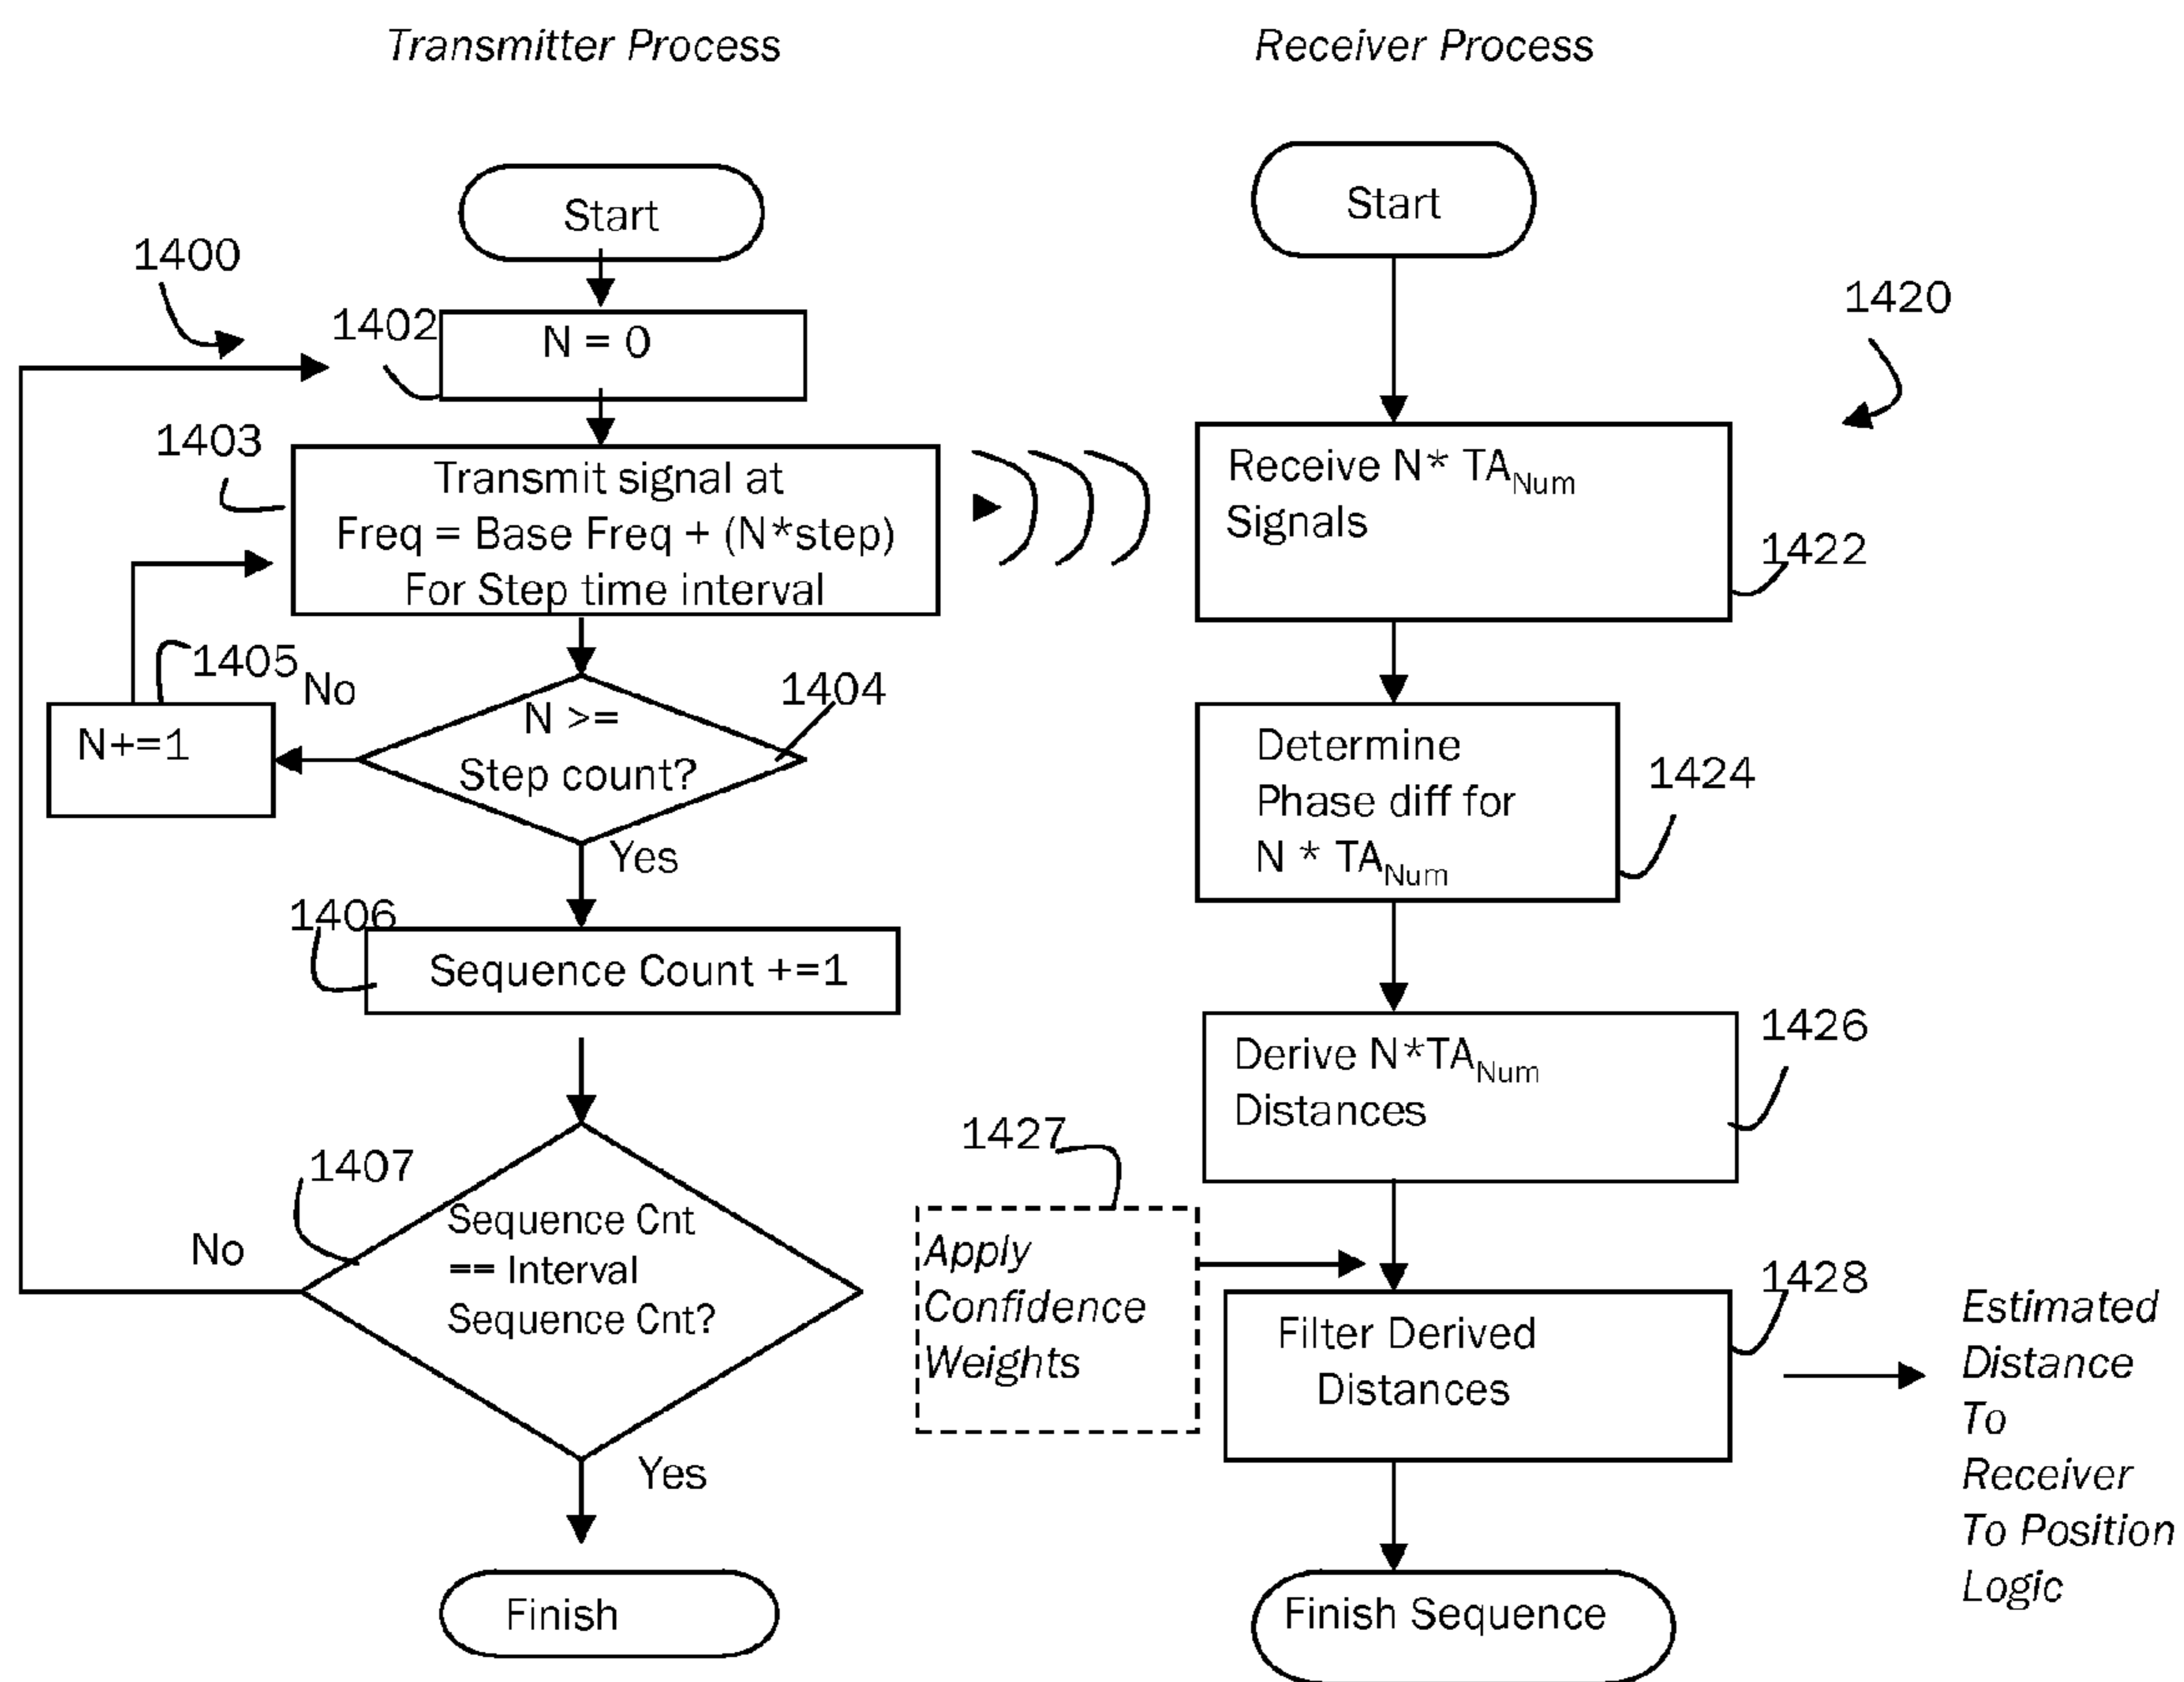 Transmitter Process
Start
1400
1402
N = 0
1403
Transmit signal at
Freq = Base Freq + (N*step)
For Step time interval
1405
No
N+=1
1404
N >=
Step count?
Yes
1406
Sequence Count +=1
1407
No
Sequence Cnt
== Interval
Sequence Cnt?
Yes
Finish
Receiver Process
Start
1420
Receive N* TANum
Signals
1422
Determine
Phase diff for
N * TANum
1424
Derive N*TANum
Distances
1426
1427
Apply
Confidence
Weights
Filter Derived
Distances
1428
Estimated
Distance
To
Receiver
To Position
Logic
Finish Sequence